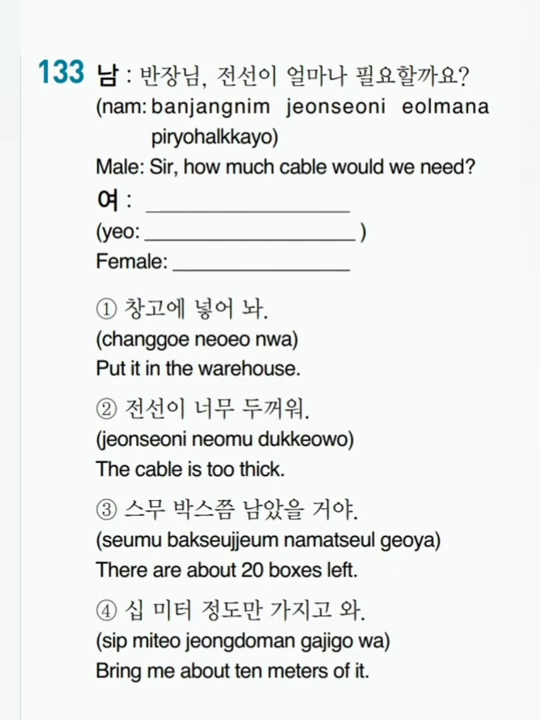 133 남 : 반장님, 전선이 얼마나 필요할까요?
(nam: banjangnim jeonseoni eolmana
piryohalkkayo)
Male: Sir, how much cable would we need?
여 : ____________________
(yeo: ____________________ )
Female: ____________________
① 창고에 넣어 놔.
(changgoe neoeo nwa)
Put it in the warehouse.
② 전선이 너무 두꺼워.
(jeonseoni neomu dukkeowo)
The cable is too thick.
③ 스무 박스쯤 남았을 거야.
(seumu bakseujjeum namatseul geoya)
There are about 20 boxes left.
④ 십 미터 정도만 가지고 와.
(sip miteo jeongdoman gajigo wa)
Bring me about ten meters of it.